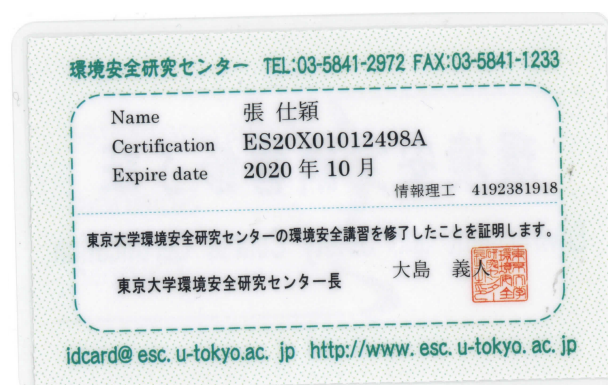 環境安全研究センター TEL:03-5841-2972 FAX:03-5841-1233
Name 張 仕穎
Certification ES20X01012498A
Expire date 2020 年 10 月
情報理工 4192381918
東京大学環境安全研究センターの環境安全講習を修了したことを証明します。
東京大学環境安全研究センター長 大島 義人
idcard@ esc. u-tokyo.ac. jp http://www. esc. u-tokyo. ac. jp